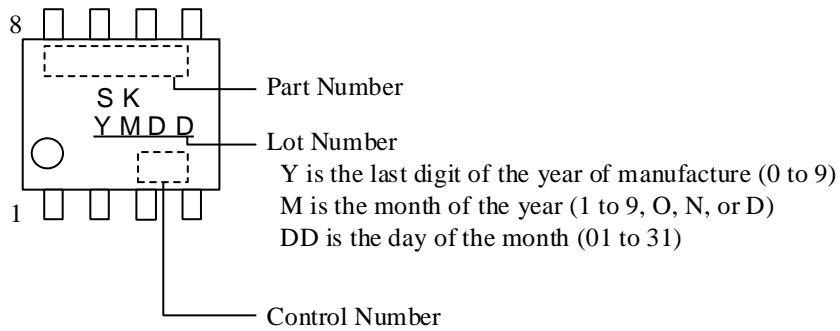 8
Part Number
S K
Y M D D
Lot Number
Y is the last digit of the year of manufacture (0 to 9)
M is the month of the year (1 to 9, O, N, or D)
DD is the day of the month (01 to 31)
1
Control Number